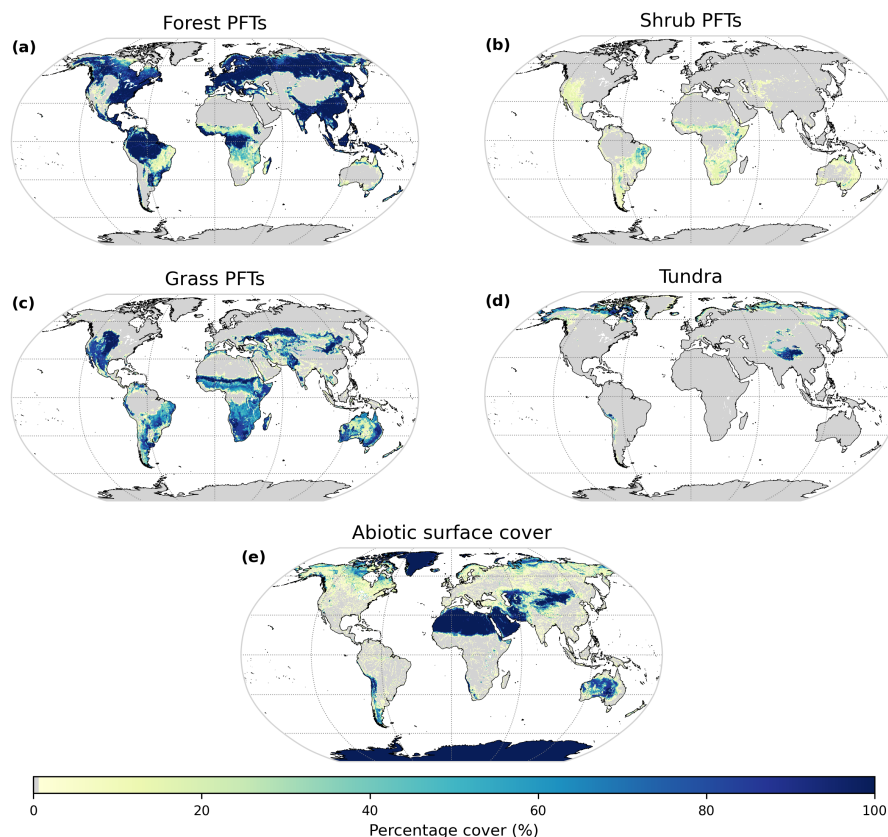 Forest PFTs
(a)
Shrub PFTs
(b)
Grass PFTs
(c)
Tundra
(d)
Abiotic surface cover
(e)
0 20 40 60 80 100
Percentage cover (%)